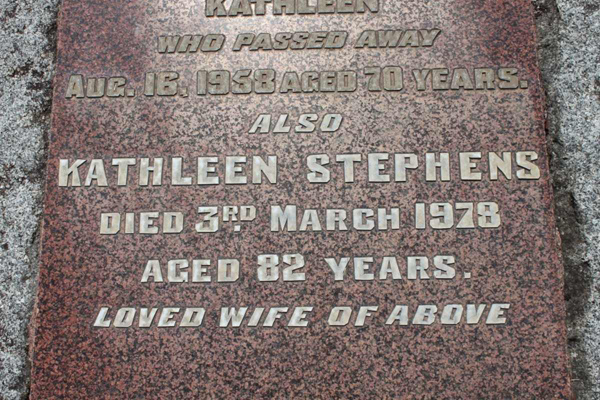 KATHLEEN
WHO PASSED AWAY
AUG. 16, 1958 AGED 70 YEARS.
ALSO
KATHLEEN STEPHENS
DIED 3RD. MARCH 1978
AGED 82 YEARS.
LOVED WIFE OF ABOVE